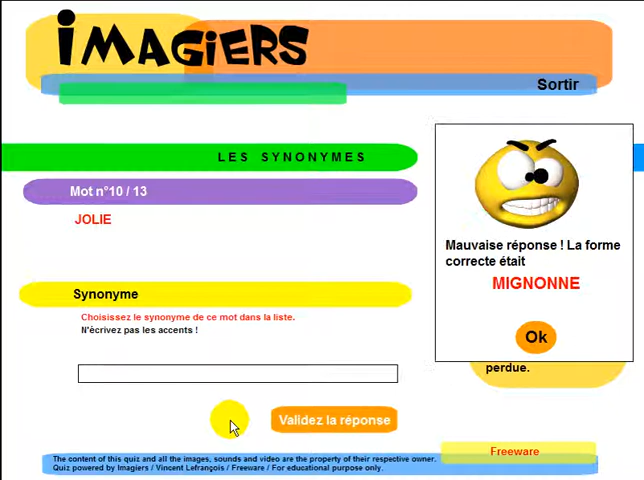 iMAGiERS
Sortir
LES SYNONYMES
Mot n°10 / 13
JOLIE
Mauvaise réponse ! La forme
correcte était
MIGNONNE
Ok
perdue.
Synonyme
Choisissez le synonyme de ce mot dans la liste.
N'écrivez pas les accents !
Validez la réponse
Freeware
The content of this quiz and all the images, sounds and video are the property of their respective owner.
Quiz powered by Imagiers / Vincent Lefrançois / Freeware / For educational purpose only.